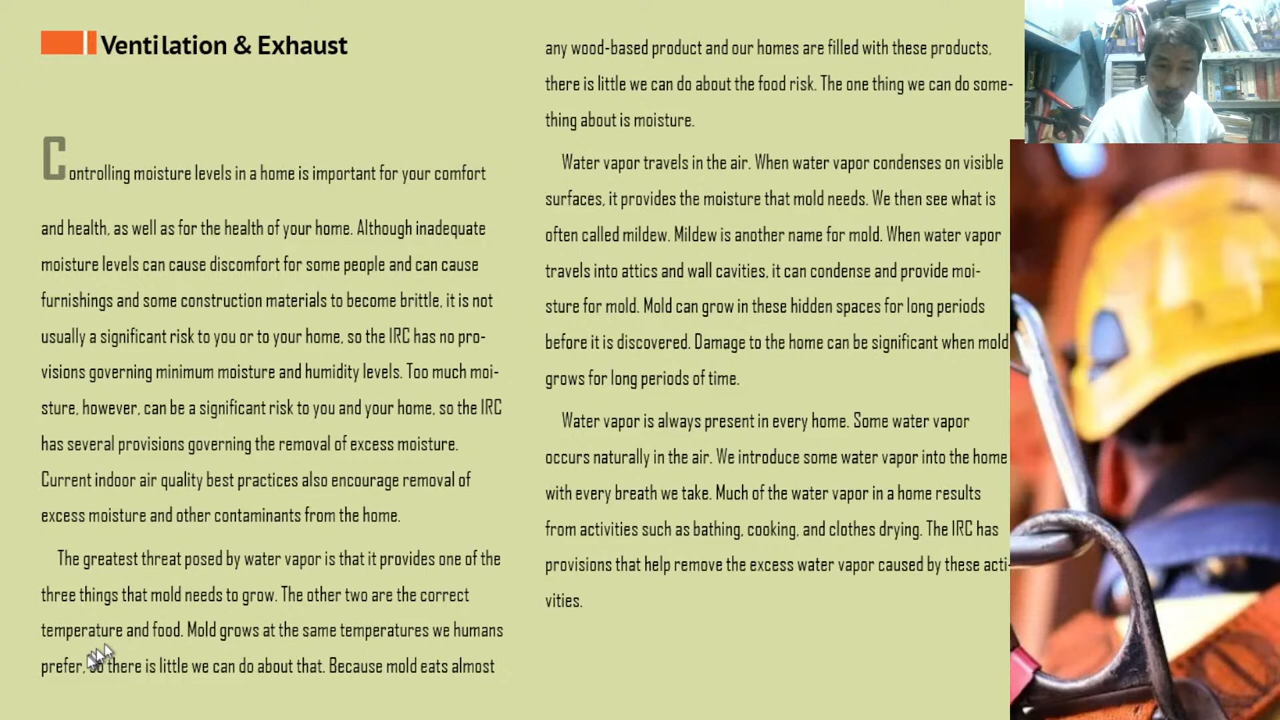 Ventilation & Exhaust
Controlling moisture levels in a home is important for your comfort
and health, as well as for the health of your home. Although inadequate
moisture levels can cause discomfort for some people and can cause
furnishings and some construction materials to become brittle, it is not
usually a significant risk to you or to your home, so the IRC has no pro-
visions governing minimum moisture and humidity levels. Too much moi-
sture, however, can be a significant risk to you and your home, so the IRC
has several provisions governing the removal of excess moisture.
Current indoor air quality best practices also encourage removal of
excess moisture and other contaminants from the home.
The greatest threat posed by water vapor is that it provides one of the
three things that mold needs to grow. The other two are the correct
temperature and food. Mold grows at the same temperatures we humans
prefer, so there is little we can do about that. Because mold eats almost
any wood-based product and our homes are filled with these products,
there is little we can do about the food risk. The one thing we can do some-
thing about is moisture.
Water vapor travels in the air. When water vapor condenses on visible
surfaces, it provides the moisture that mold needs. We then see what is
often called mildew. Mildew is another name for mold. When water vapor
travels into attics and wall cavities, it can condense and provide moi-
sture for mold. Mold can grow in these hidden spaces for long periods
before it is discovered. Damage to the home can be significant when mold
grows for long periods of time.
Water vapor is always present in every home. Some water vapor
occurs naturally in the air. We introduce some water vapor into the home
with every breath we take. Much of the water vapor in a home results
from activities such as bathing, cooking, and clothes drying. The IRC has
provisions that help remove the excess water vapor caused by these acti-
vities.